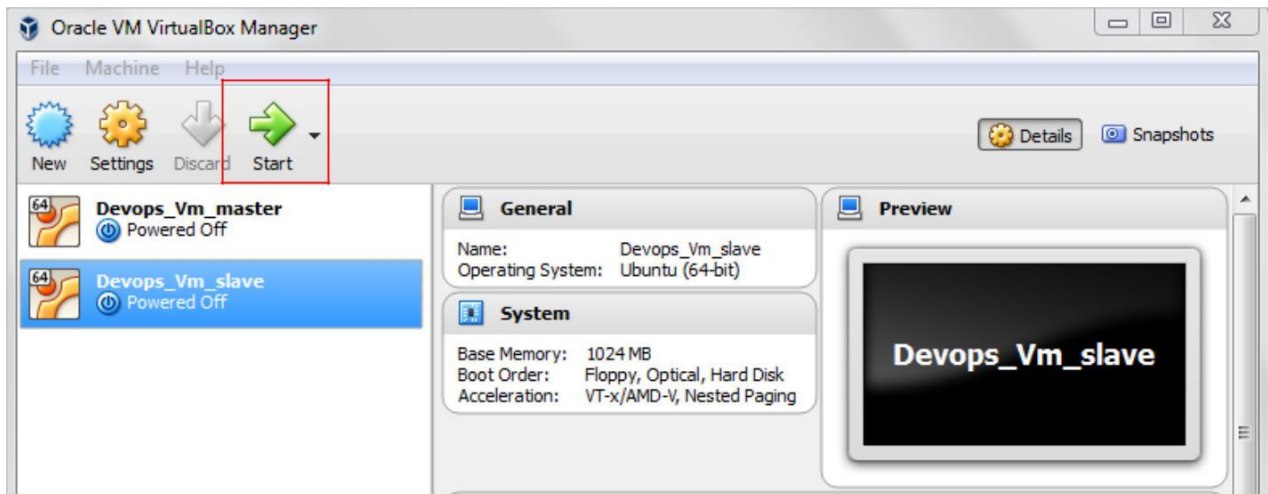 Oracle VM VirtualBox Manager
File Machine Help
New Settings Discard Start
Details Snapshots
64 Devops_Vm_master
Powered Off
64 Devops_Vm_slave
Powered Off
General
Name: Devops_Vm_slave
Operating System: Ubuntu (64-bit)
System
Base Memory: 1024 MB
Boot Order: Floppy, Optical, Hard Disk
Acceleration: VT-x/AMD-V, Nested Paging
Preview
Devops_Vm_slave